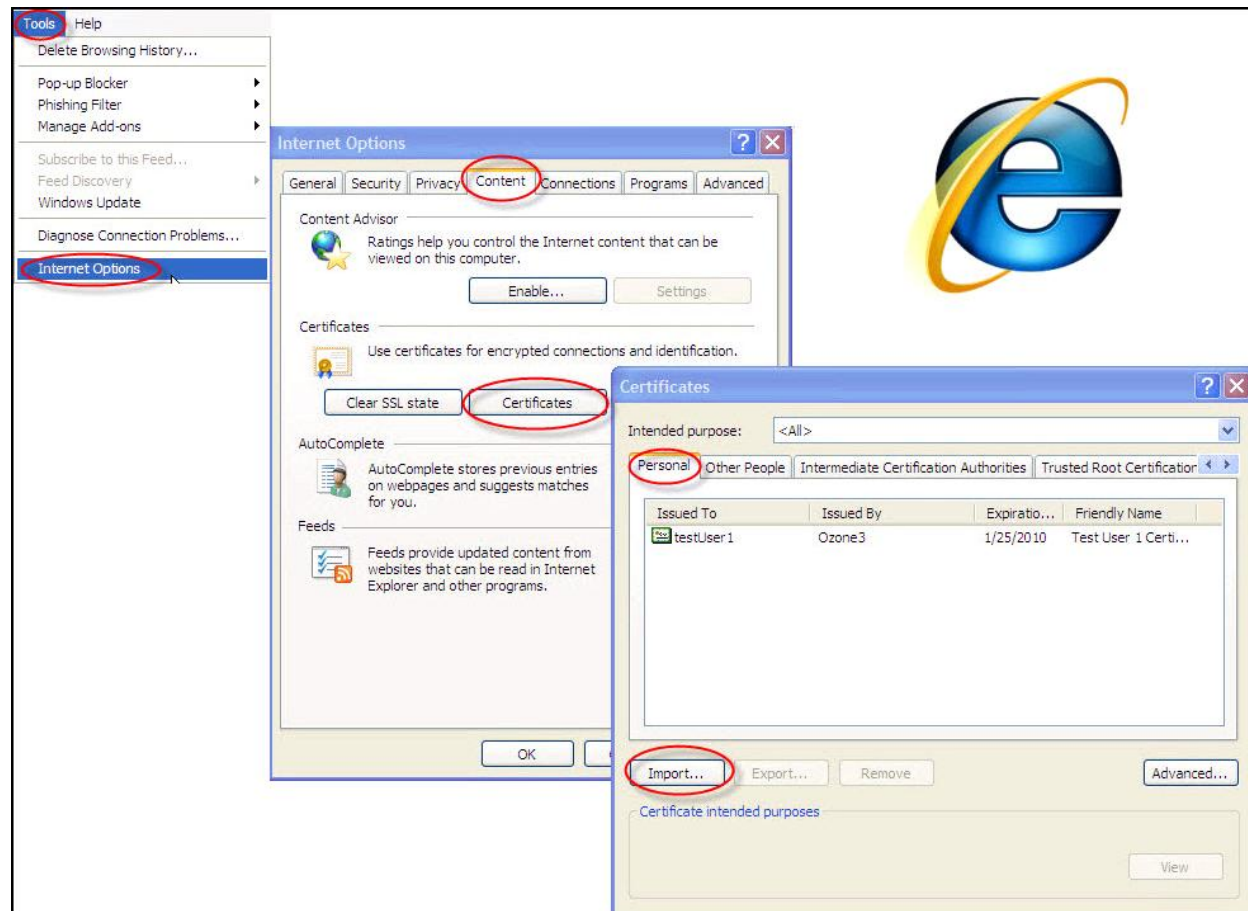 Tools Help
Delete Browsing History...
Pop-up Blocker
Phishing Filter
Manage Add-ons
Subscribe to this Feed...
Feed Discovery
Windows Update
Diagnose Connection Problems...
Internet Options
Internet Options
General Security Privacy Content Connections Programs Advanced
Content Advisor
Ratings help you control the Internet content that can be
viewed on this computer.
Enable... Settings
Certificates
Use certificates for encrypted connections and identification.
Clear SSL state Certificates
AutoComplete
AutoComplete stores previous entries
on webpages and suggests matches
for you.
Feeds
Feeds provide updated content from
websites that can be read in Internet
Explorer and other programs.
OK
Certificates
Intended purpose: <All>
Personal Other People Intermediate Certification Authorities Trusted Root Certification
Issued To Issued By Expiratio... Friendly Name
testUser1 Ozone3 1/25/2010 Test User 1 Certi...
Import... Export... Remove Advanced...
Certificate intended purposes
View